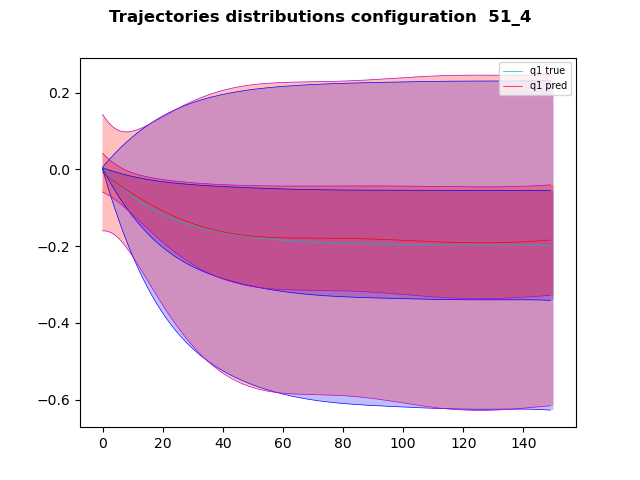 Trajectories distributions configuration  51_4
q1 true
q1 pred
0.2
0.0
−0.2
−0.4
−0.6
0 20 40 60 80 100 120 140